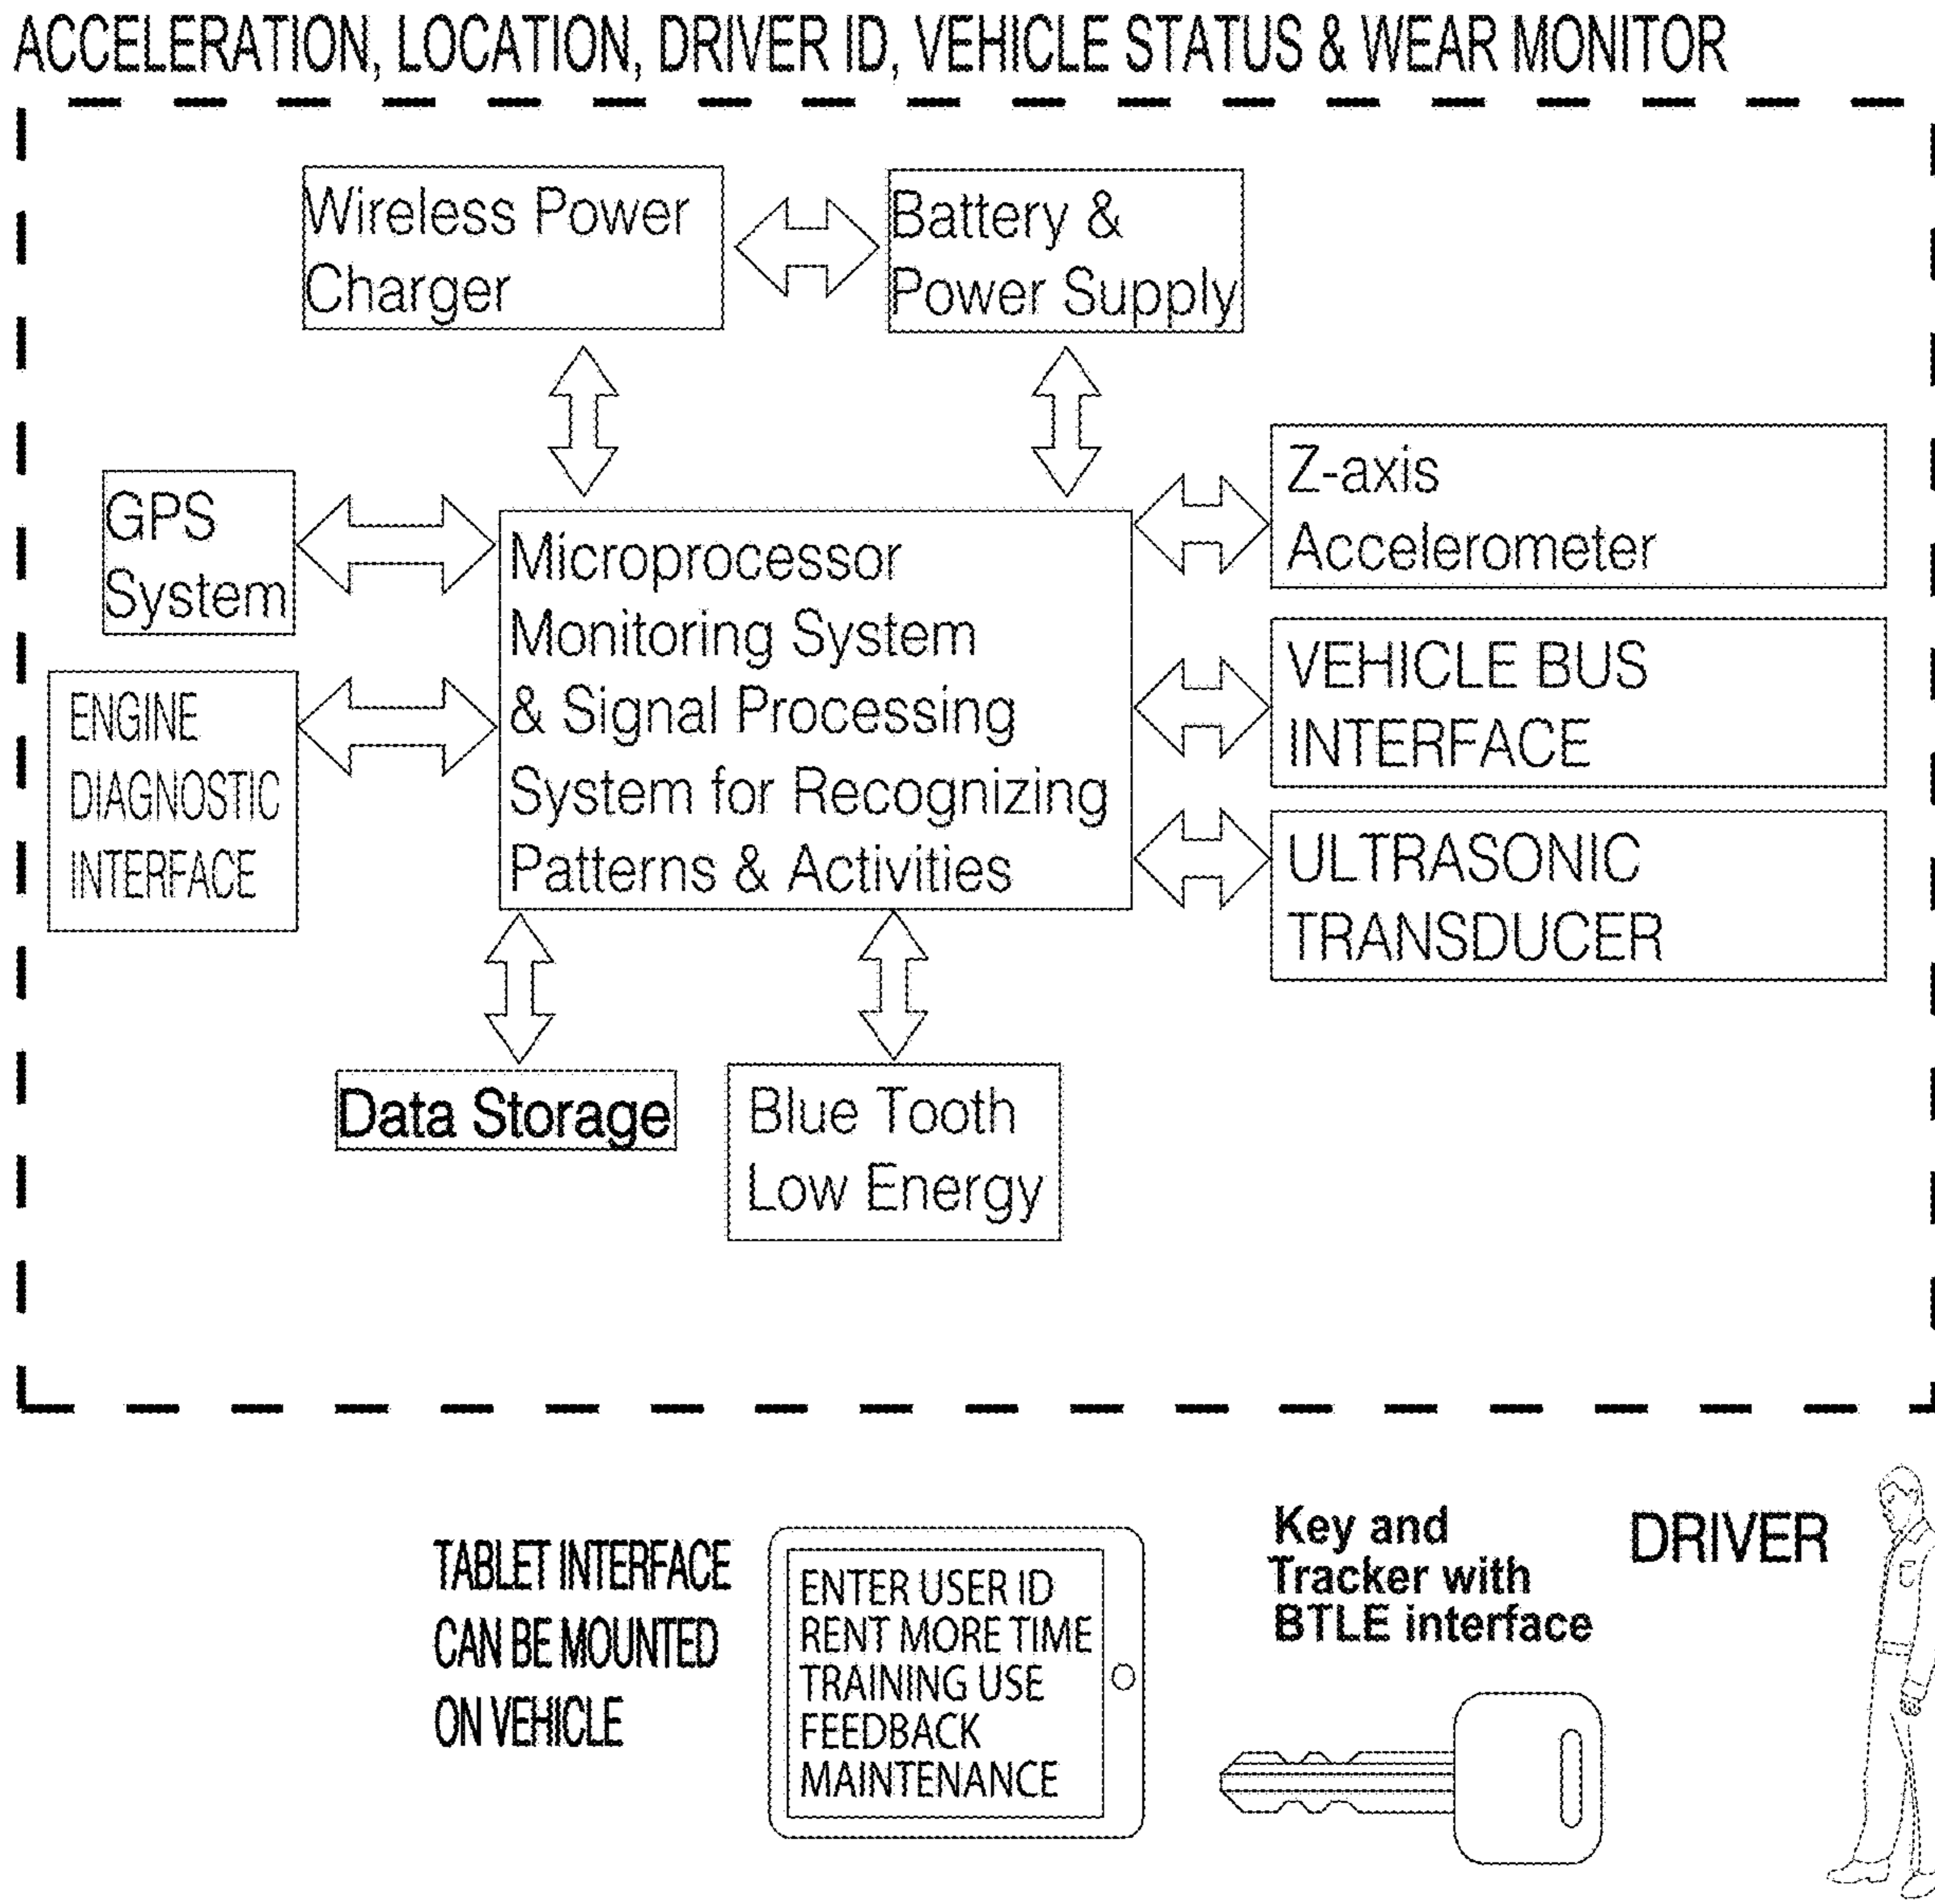 ACCELERATION, LOCATION, DRIVER ID, VEHICLE STATUS & WEAR MONITOR
Wireless Power
Charger
Battery &
Power Supply
GPS
System
Z-axis
Accelerometer
Microprocessor
Monitoring System
& Signal Processing
System for Recognizing
Patterns & Activities
ENGINE
DIAGNOSTIC
INTERFACE
VEHICLE BUS
INTERFACE
ULTRASONIC
TRANSDUCER
Data Storage
Blue Tooth
Low Energy
TABLET INTERFACE
CAN BE MOUNTED
ON VEHICLE
ENTER USER ID
RENT MORE TIME
TRAINING USE
FEEDBACK
MAINTENANCE
Key and
Tracker with
BTLE interface
DRIVER